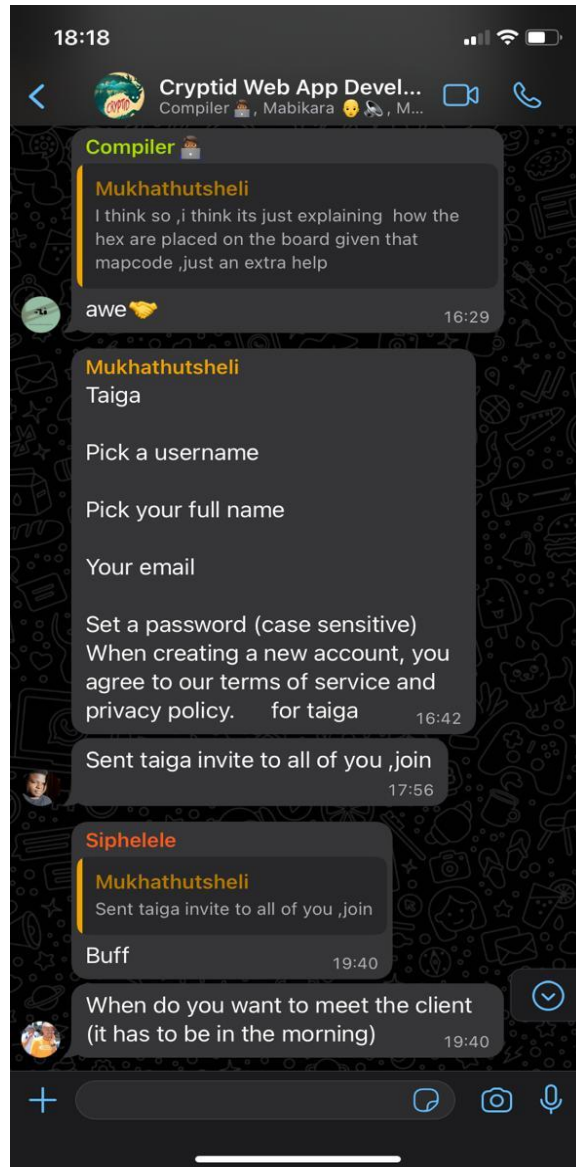 18:18
Cryptid Web App Devel...
Compiler 👨🏾‍💻, Mabikara 👨‍🦲🔊, M...
Compiler 👨🏾‍💻
Mukhathutsheli
I think so ,i think its just explaining how the
hex are placed on the board given that
mapcode ,just an extra help
awe🤝
16:29
Mukhathutsheli
Taiga
Pick a username
Pick your full name
Your email
Set a password (case sensitive)
When creating a new account, you
agree to our terms of service and
privacy policy. for taiga
16:42
Sent taiga invite to all of you ,join
17:56
Siphelele
Mukhathutsheli
Sent taiga invite to all of you ,join
Buff
19:40
When do you want to meet the client
(it has to be in the morning)
19:40